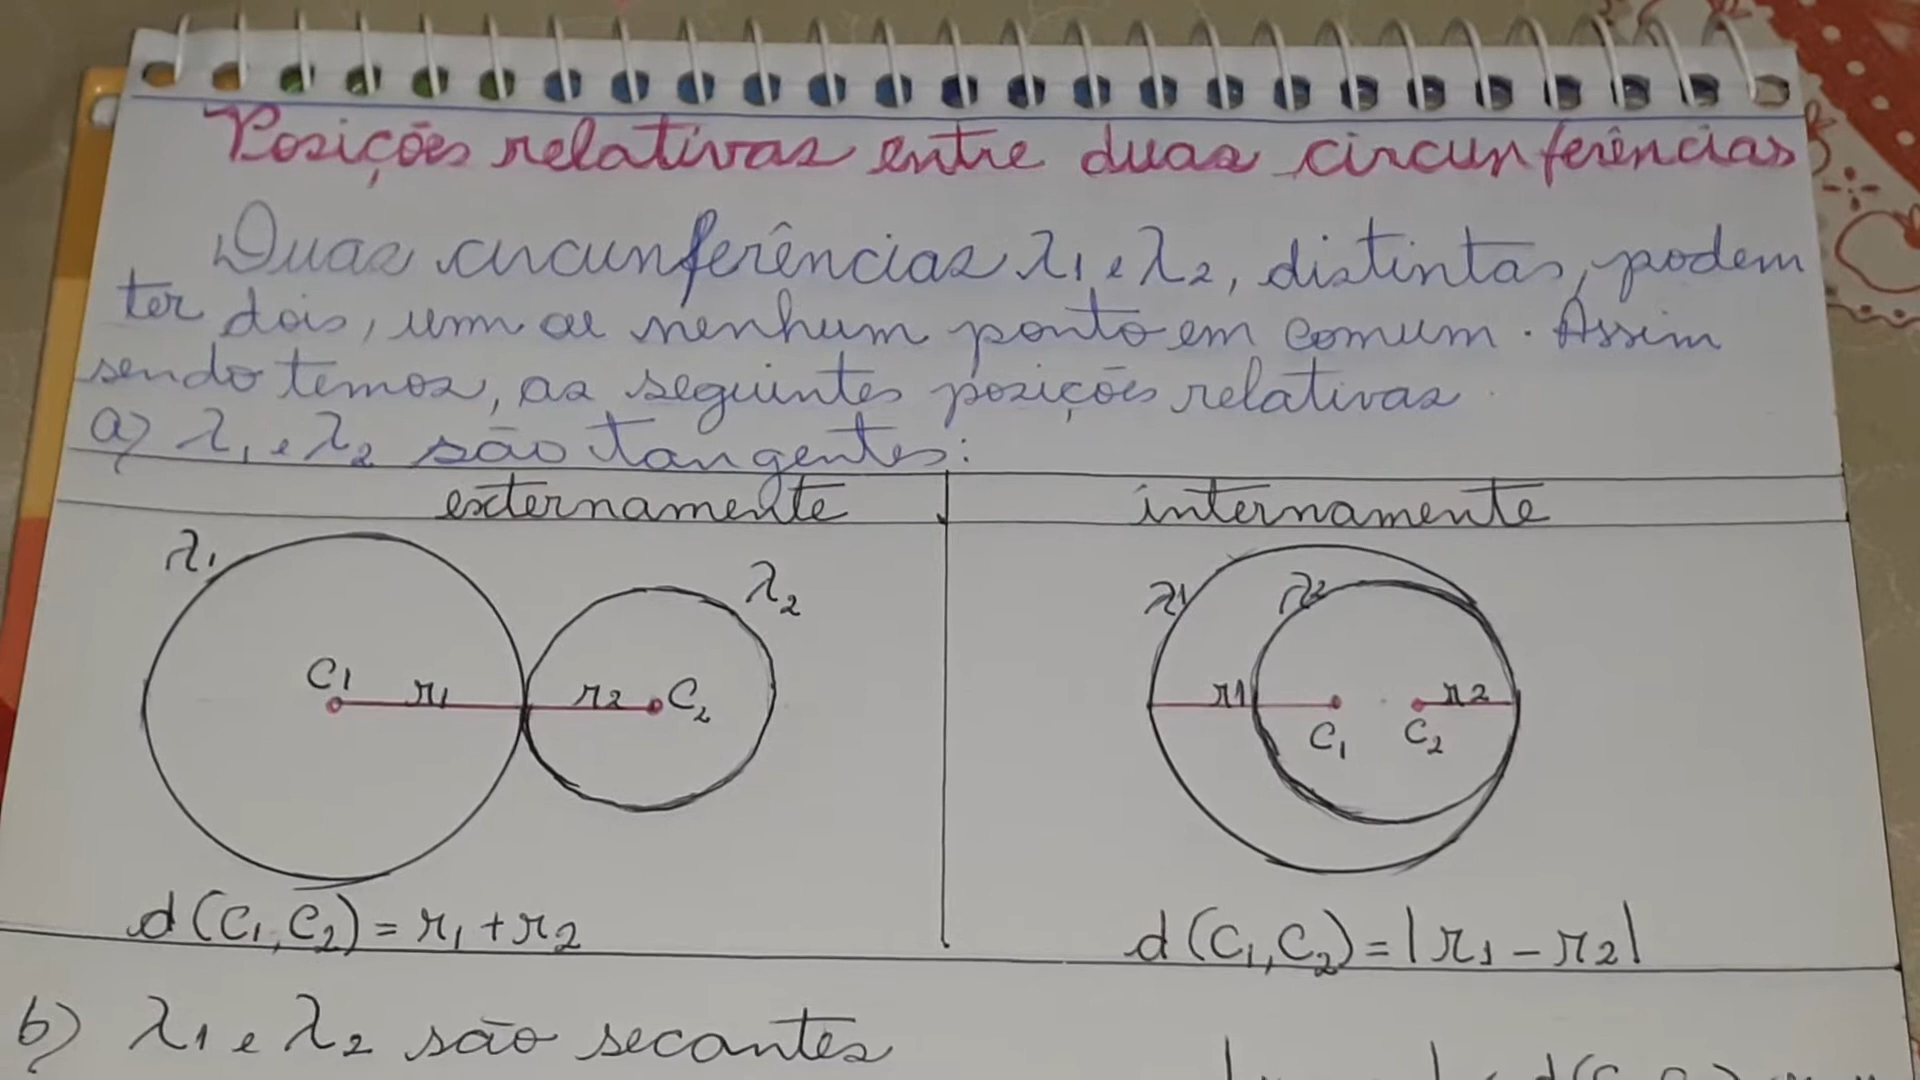 Posições relativas entre duas circunferências
Duas circunferências λ₁ e λ₂, distintas, podem
ter dois, um ou nenhum ponto em comum. Assim
sendo temos, as seguintes posições relativas.
a) λ₁ e λ₂ são tangentes:
externamente
internamente
λ₁
λ₂
C₁
r₁
r₂
C₂
d(C₁,C₂) = r₁ + r₂
λ₁
λ₂
r₁
r₂
C₁
C₂
d(C₁,C₂) = |r₁ - r₂|
b) λ₁ e λ₂ são secantes